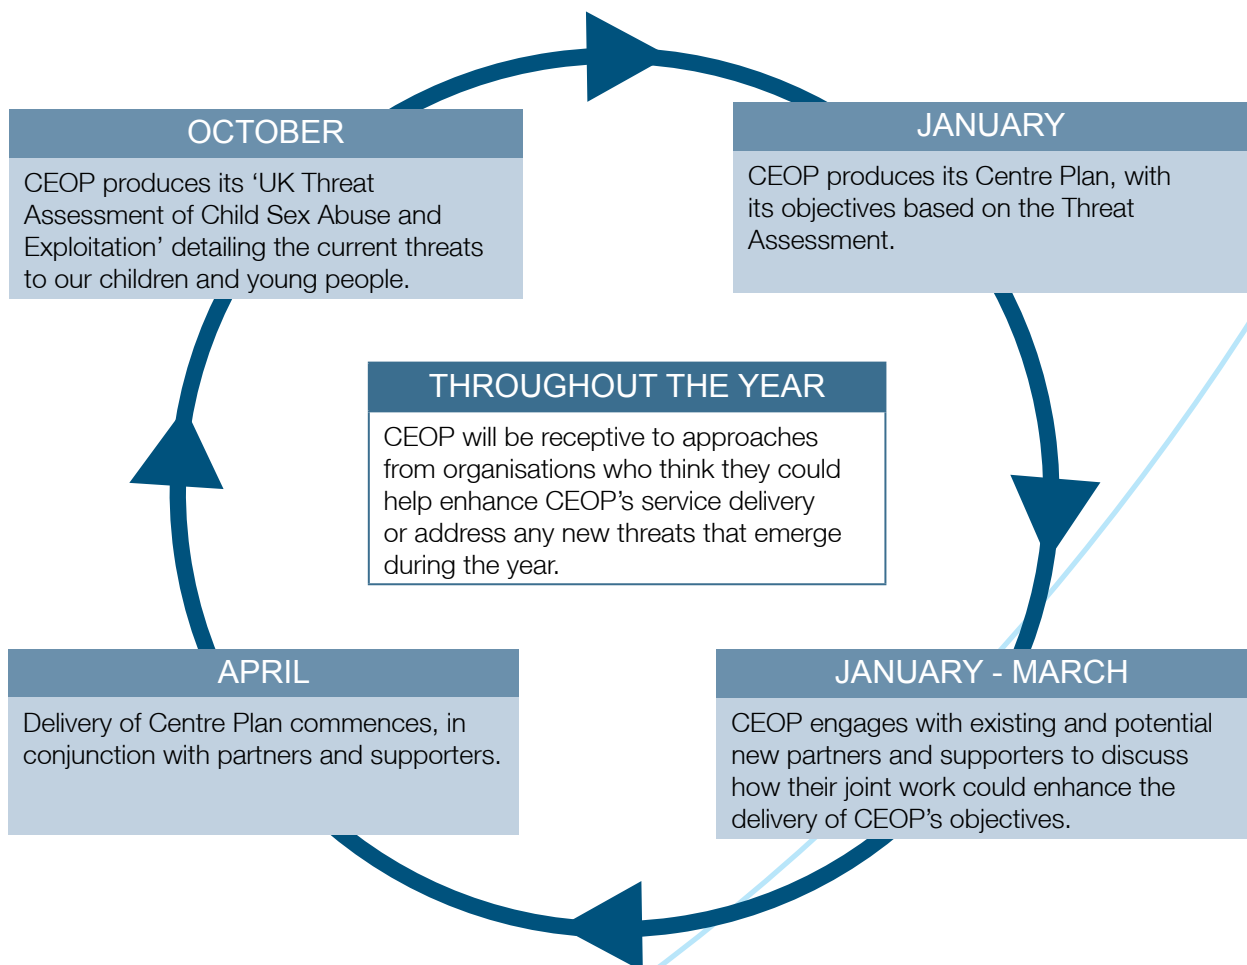 OCTOBER
CEOP produces its ‘UK Threat
Assessment of Child Sex Abuse and
Exploitation’ detailing the current threats
to our children and young people.
JANUARY
CEOP produces its Centre Plan, with
its objectives based on the Threat
Assessment.
THROUGHOUT THE YEAR
CEOP will be receptive to approaches
from organisations who think they could
help enhance CEOP’s service delivery
or address any new threats that emerge
during the year.
APRIL
Delivery of Centre Plan commences, in
conjunction with partners and supporters.
JANUARY - MARCH
CEOP engages with existing and potential
new partners and supporters to discuss
how their joint work could enhance the
delivery of CEOP’s objectives.